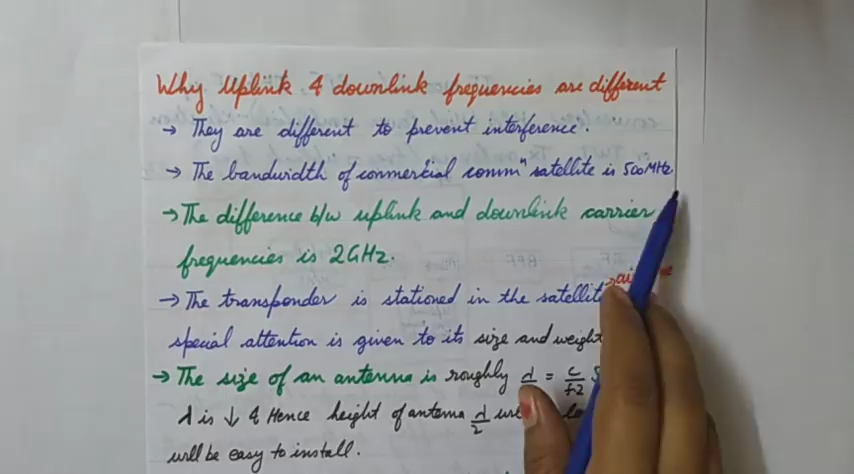 Why Uplink & downlink frequencies are different
→ They are different to prevent interference.
→ The bandwidth of commercial commⁿ satellite is 500MHz
→ The difference b/w uplink and downlink carrier
frequencies is 2GHz.
→ The transponder is stationed in the satellite
special attention is given to its size and weight
→ The size of an antenna is roughly λ/2 = c/f·2
λ is ↓ & Hence height of antenna λ/2
will be easy to install.